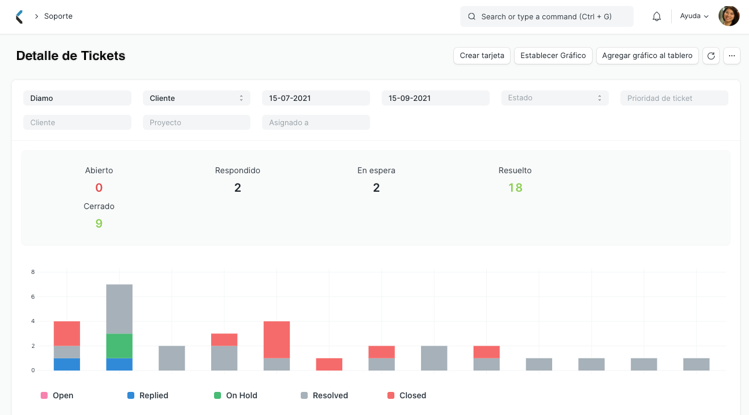 Soporte
Search or type a command (Ctrl + G)
Ayuda
Detalle de Tickets
Crear tarjeta
Establecer Gráfico
Agregar gráfico al tablero
...
Diamo
Cliente
15-07-2021
15-09-2021
Estado
Prioridad de ticket
Cliente
Proyecto
Asignado a
Abierto
Respondido
En espera
Resuelto
0
2
2
18
Cerrado
9
8
6
4
2
0
Open
Replied
On Hold
Resolved
Closed